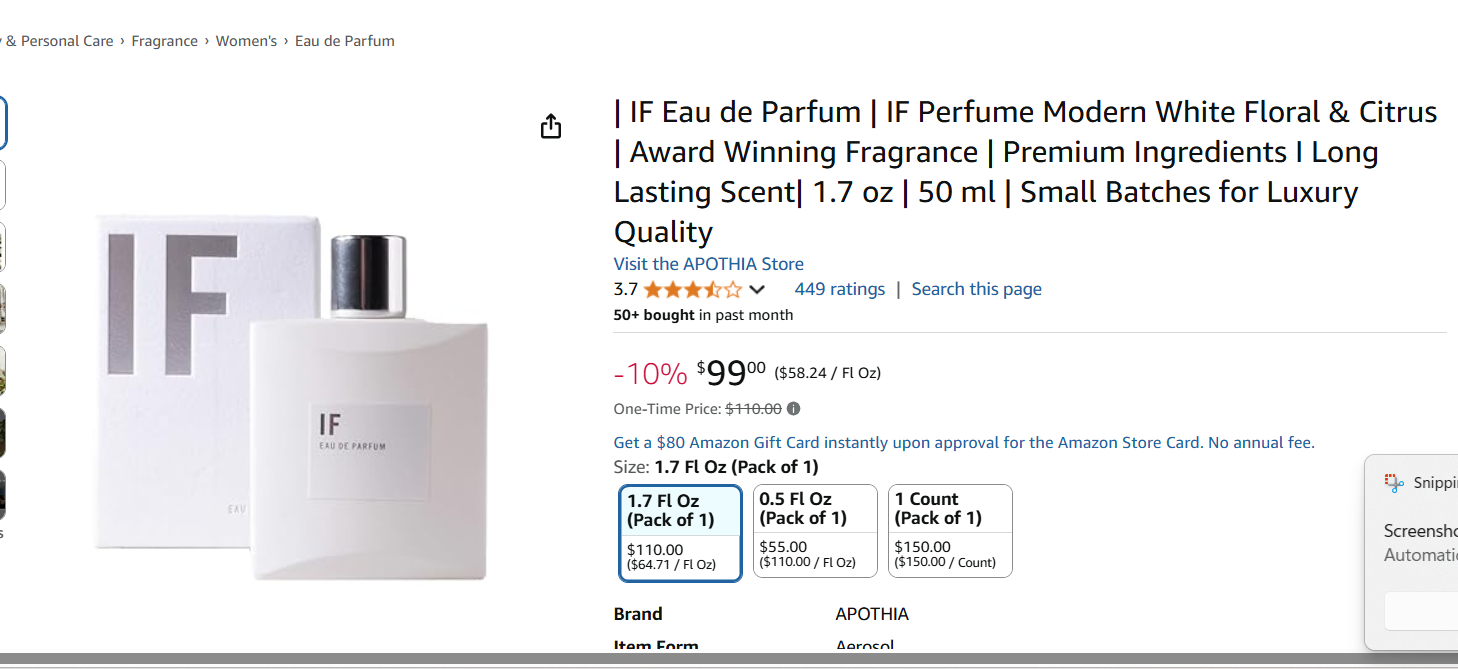 & Personal Care › Fragrance › Women's › Eau de Parfum
| IF Eau de Parfum | IF Perfume Modern White Floral & Citrus
| Award Winning Fragrance | Premium Ingredients I Long
Lasting Scent| 1.7 oz | 50 ml | Small Batches for Luxury
Quality
Visit the APOTHIA Store
3.7 449 ratings | Search this page
50+ bought in past month
-10% $99 00 ($58.24 / Fl Oz)
One-Time Price: $110.00
Get a $80 Amazon Gift Card instantly upon approval for the Amazon Store Card. No annual fee.
Size: 1.7 Fl Oz (Pack of 1)
1.7 Fl Oz
(Pack of 1)
$110.00
($64.71 / Fl Oz)
0.5 Fl Oz
(Pack of 1)
$55.00
($110.00 / Fl Oz)
1 Count
(Pack of 1)
$150.00
($150.00 / Count)
Brand APOTHIA
Item Form Aerosol
IF
EAU
IF
EAU DE PARFUM
Snippi
Screensho
Automati